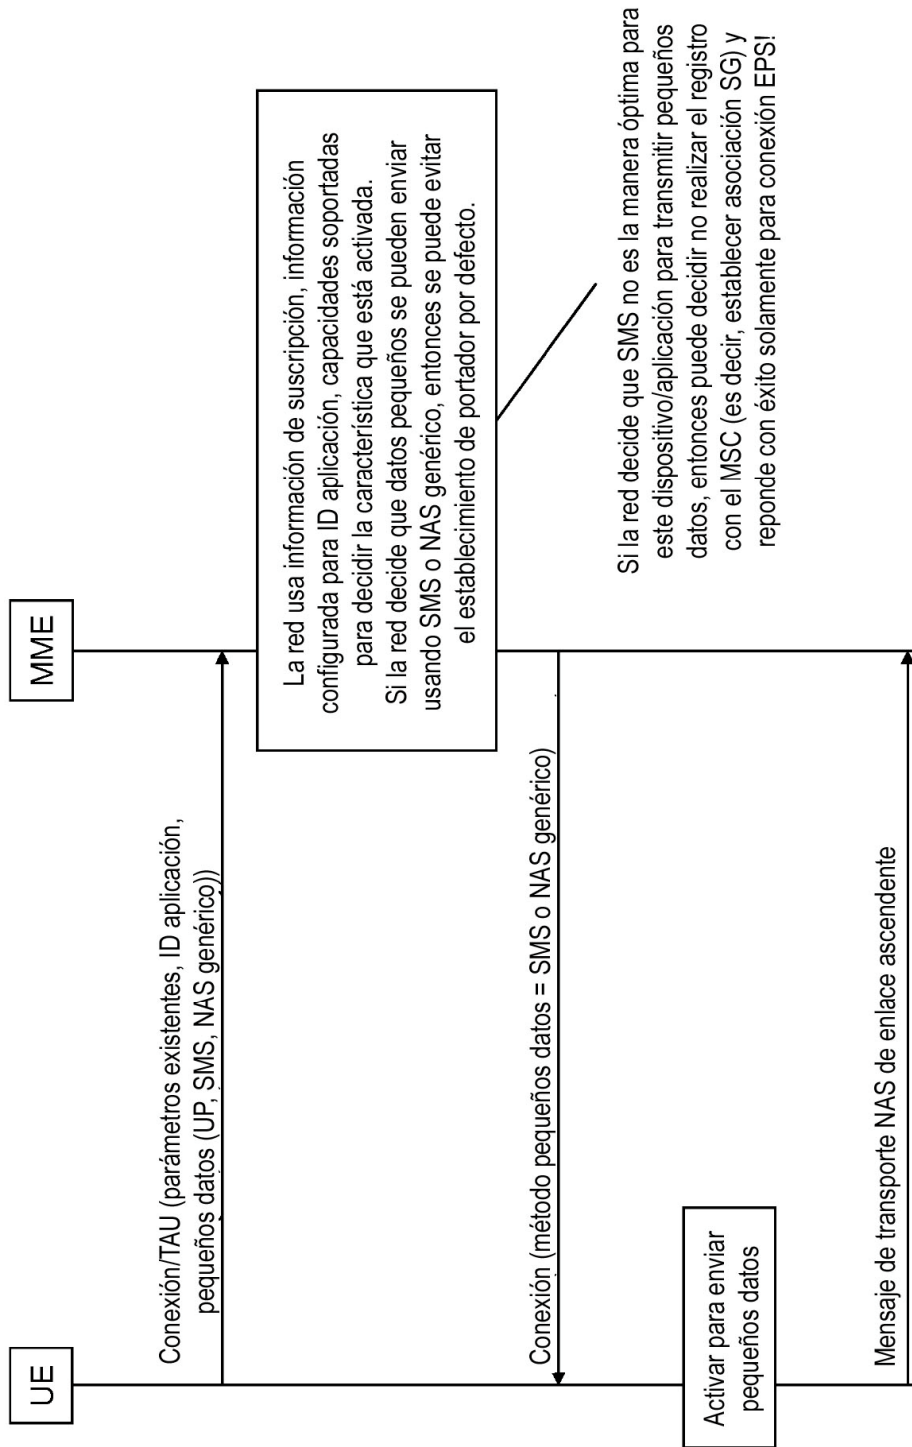 UE
MME
Conexión/TAU (parámetros existentes, ID aplicación,
pequeños datos (UP, SMS, NAS genérico))
La red usa información de suscripción, información
configurada para ID aplicación, capacidades soportadas
para decidir la característica que está activada.
Si la red decide que datos pequeños se pueden enviar
usando SMS o NAS genérico, entonces se puede evitar
el establecimiento de portador por defecto.
Si la red decide que SMS no es la manera óptima para
este dispositivo/aplicación para transmitir pequeños
datos, entonces puede decidir no realizar el registro
con el MSC (es decir, establecer asociación SG) y
reponde con éxito solamente para conexión EPS!
Conexión (método pequeños datos = SMS o NAS genérico)
Activar para enviar
pequeños datos
Mensaje de transporte NAS de enlace ascendente